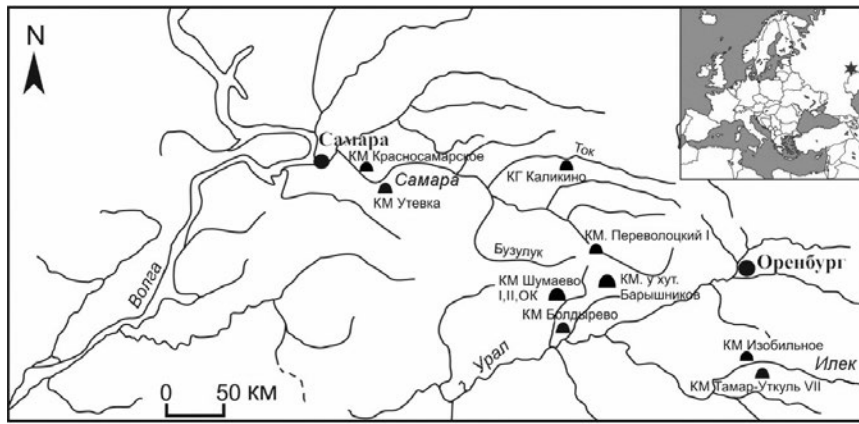 N
Самара
КМ Красносамарское
Самара
КМ Утевка
Ток
КГ Каликино
КМ. Переволоцкий I
Бузулук
Оренбург
КМ Шумаево
I,II,ОК
КМ. у хут.
Барышников
Волга
КМ Болдырево
Урал
КМ Изобильное
Илек
КМ Тамар-Уткуль VII
0 50 КМ